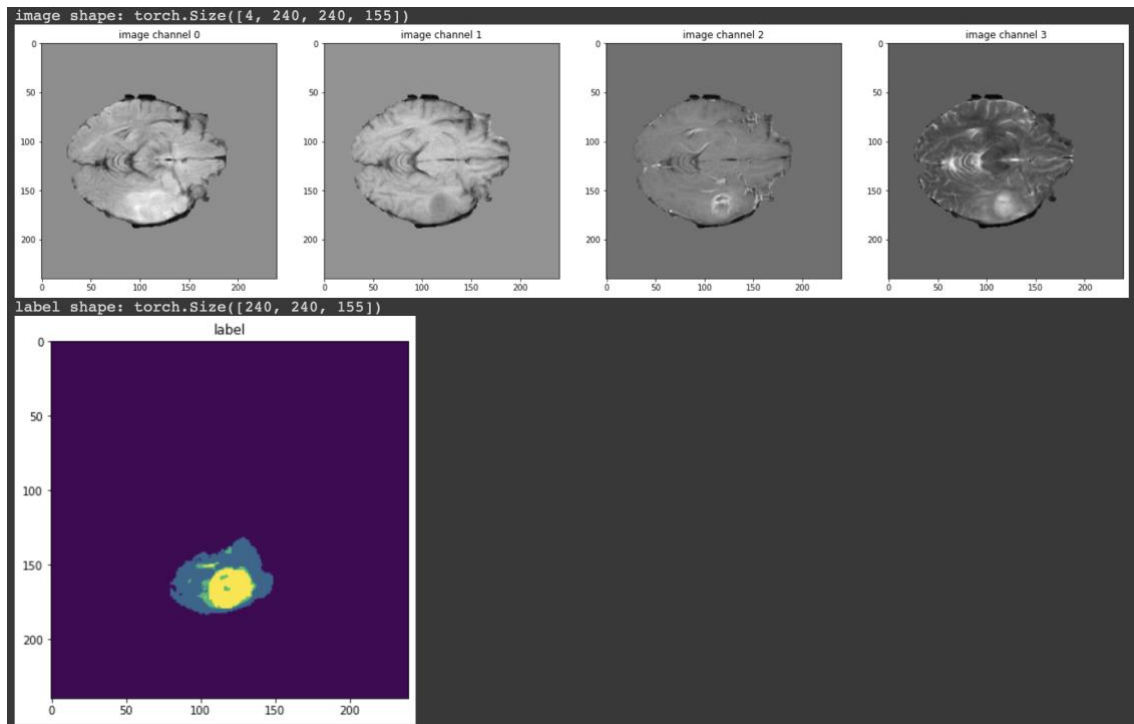 image shape: torch.Size([4, 240, 240, 155])
image channel 0 image channel 1 image channel 2 image channel 3
0 0 0 0
50 50 50 50
100 100 100 100
150 150 150 150
200 200 200 200
0 50 100 150 200 0 50 100 150 200 0 50 100 150 200 0 50 100 150 200
label shape: torch.Size([240, 240, 155])
label
0
50
100
150
200
0 50 100 150 200